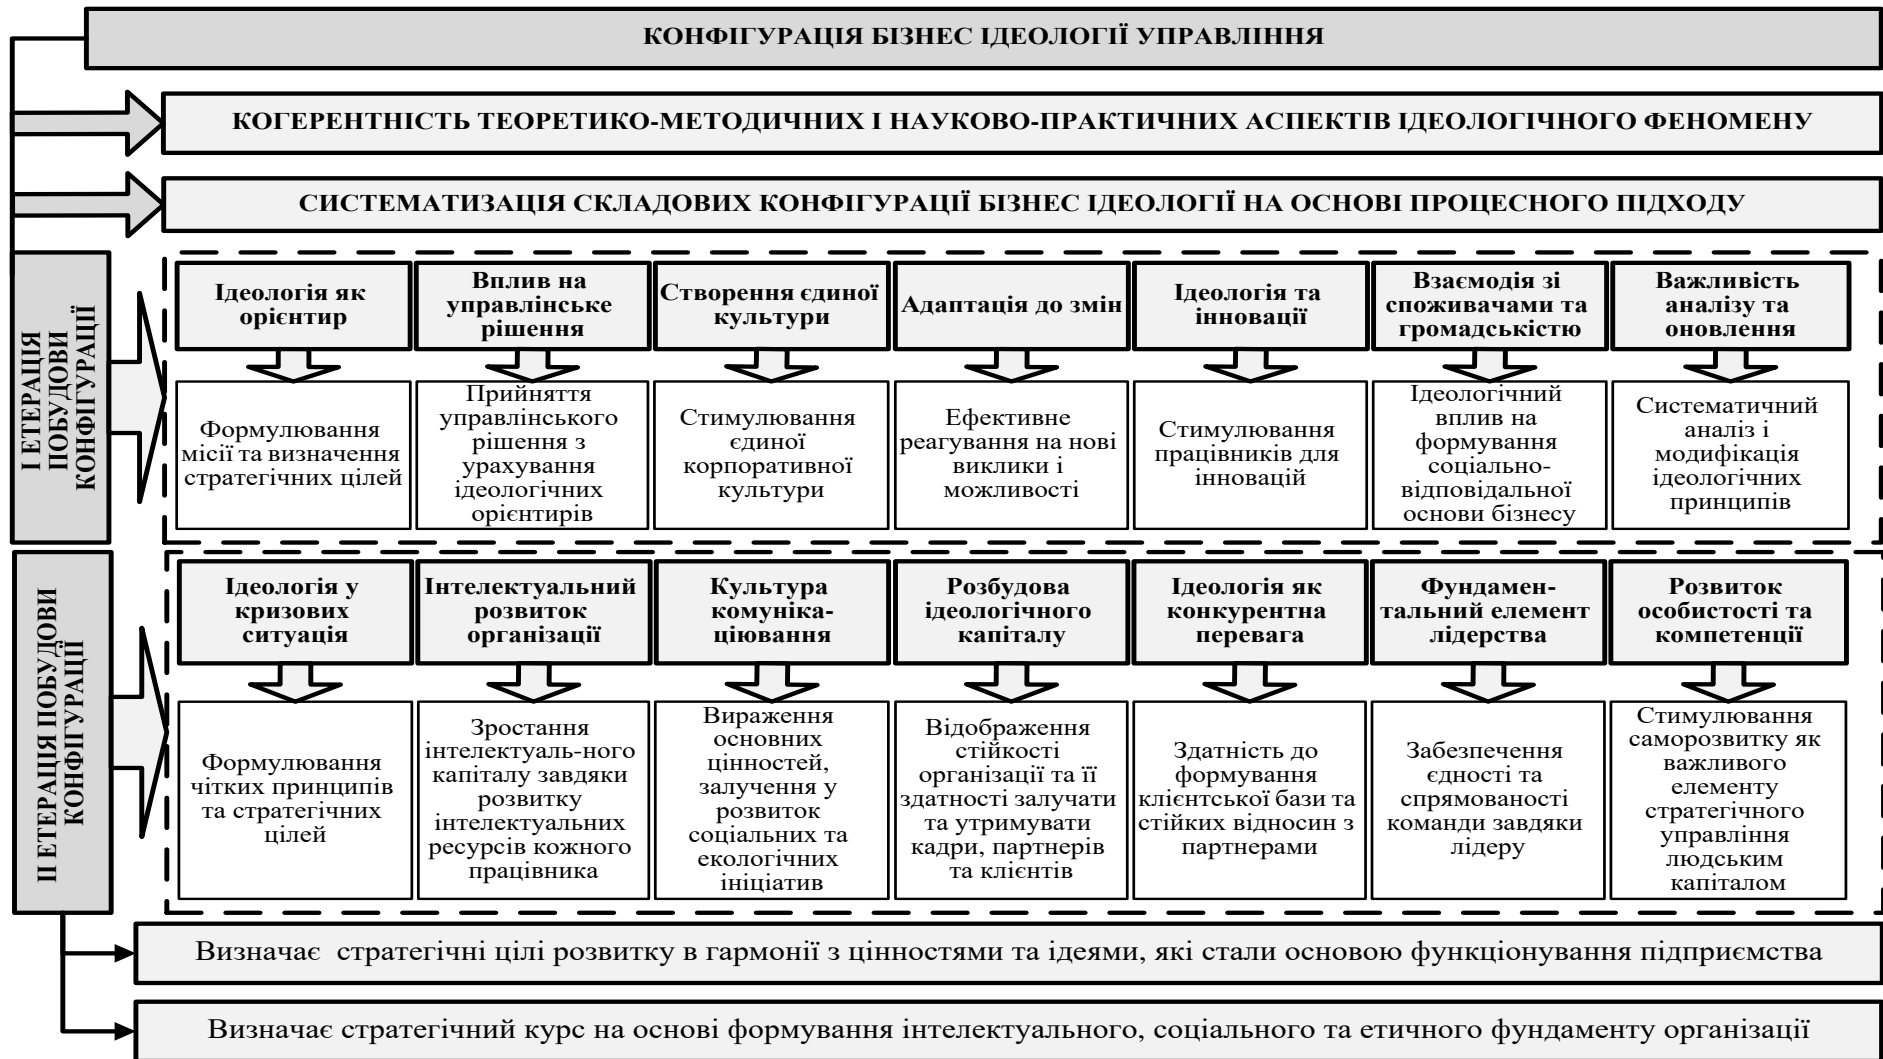 КОНФІГУРАЦІЯ БІЗНЕС ІДЕОЛОГІЇ УПРАВЛІННЯ
КОГЕРЕНТНІСТЬ ТЕОРЕТИКО-МЕТОДИЧНИХ І НАУКОВО-ПРАКТИЧНИХ АСПЕКТІВ ІДЕОЛОГІЧНОГО ФЕНОМЕНУ
СИСТЕМАТИЗАЦІЯ СКЛАДОВИХ КОНФІГУРАЦІЇ БІЗНЕС ІДЕОЛОГІЇ НА ОСНОВІ ПРОЦЕСНОГО ПІДХОДУ
І ЕТЕРАЦІЯ
ПОБУДОВИ
КОНФІГУРАЦІЇ
Ідеологія як
орієнтир
Вплив на
управлінське
рішення
Створення єдиної
культури
Адаптація до змін
Ідеологія та
інновації
Взаємодія зі
споживачами та
громадськістю
Важливість
аналізу та
оновлення
Формулювання
місії та визначення
стратегічних цілей
Прийняття
управлінського
рішення з
урахування
ідеологічних
орієнтирів
Стимулювання
єдиної
корпоративної
культури
Ефективне
реагування на нові
виклики і
можливості
Стимулювання
працівників для
інновацій
Ідеологічний
вплив на
формування
соціально-
відповідальної
основи бізнесу
Систематичний
аналіз і
модифікація
ідеологічних
принципів
ІІ ЕТЕРАЦІЯ ПОБУДОВИ
КОНФІГУРАЦІЇ
Ідеологія у
кризових
ситуація
Інтелектуальний
розвиток
організації
Культура
комуніка-
ціювання
Розбудова
ідеологічного
капіталу
Ідеологія як
конкурентна
перевага
Фундамен-
тальний елемент
лідерства
Розвиток
особистості та
компетенції
Формулювання
чітких принципів
та стратегічних
цілей
Зростання
інтелектуаль-ного
капіталу завдяки
розвитку
інтелектуальних
ресурсів кожного
працівника
Вираження
основних
цінностей,
залучення у
розвиток
соціальних та
екологічних
ініціатив
Відображення
стійкості
організації та її
здатності залучати
та утримувати
кадри, партнерів
та клієнтів
Здатність до
формування
клієнтської бази та
стійких відносин з
партнерами
Забезпечення
єдності та
спрямованості
команди завдяки
лідеру
Стимулювання
саморозвитку як
важливого
елементу
стратегічного
управління
людським
капіталом
Визначає стратегічні цілі розвитку в гармонії з цінностями та ідеями, які стали основою функціонування підприємства
Визначає стратегічний курс на основі формування інтелектуального, соціального та етичного фундаменту організації